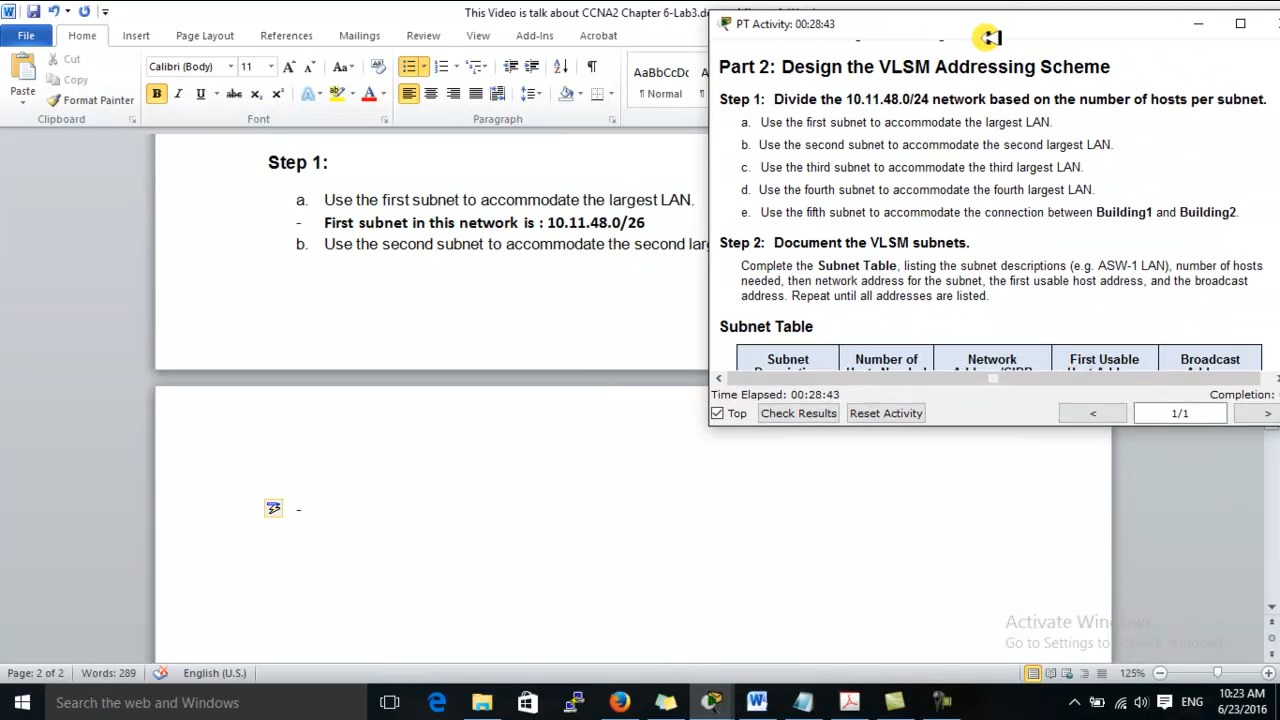 This Video is talk about CCNA2 Chapter 6-Lab3.do
File Home Insert Page Layout References Mailings Review View Add-Ins Acrobat
Paste
Cut
Copy
Format Painter
Clipboard
Calibri (Body) 11
Font
Paragraph
AaBbCcDc
¶ Normal
Step 1:
a. Use the first subnet to accommodate the largest LAN.
- First subnet in this network is : 10.11.48.0/26
b. Use the second subnet to accommodate the second lar
-
PT Activity: 00:28:43
Part 2: Design the VLSM Addressing Scheme
Step 1: Divide the 10.11.48.0/24 network based on the number of hosts per subnet.
a. Use the first subnet to accommodate the largest LAN.
b. Use the second subnet to accommodate the second largest LAN.
c. Use the third subnet to accommodate the third largest LAN.
d. Use the fourth subnet to accommodate the fourth largest LAN.
e. Use the fifth subnet to accommodate the connection between Building1 and Building2.
Step 2: Document the VLSM subnets.
Complete the Subnet Table, listing the subnet descriptions (e.g. ASW-1 LAN), number of hosts
needed, then network address for the subnet, the first usable host address, and the broadcast
address. Repeat until all addresses are listed.
Subnet Table
Subnet Number of Network First Usable Broadcast
Time Elapsed: 00:28:43 Completion:
Top Check Results Reset Activity < 1/1 >
Activate Windows
Go to Settings to
Page: 2 of 2 Words: 289 English (U.S.) 125%
Search the web and Windows
ENG
10:23 AM
6/23/2016